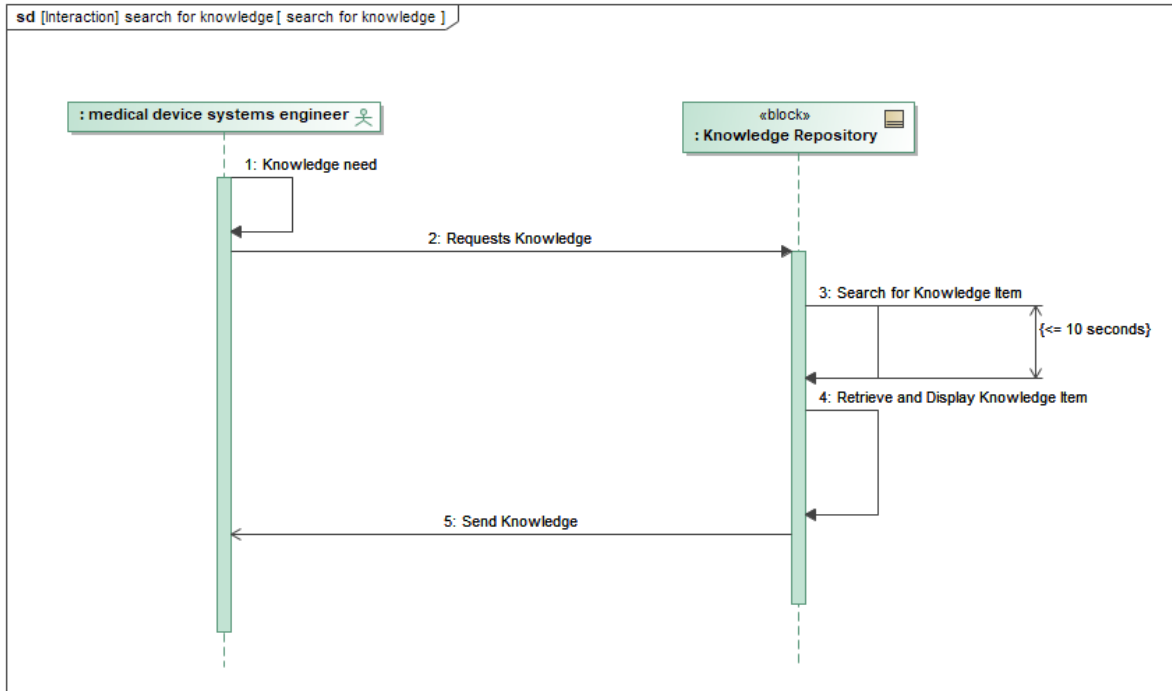 sd [Interaction] search for knowledge [ search for knowledge ]
: medical device systems engineer
«block»
: Knowledge Repository
1: Knowledge need
2: Requests Knowledge
3: Search for Knowledge Item
{<= 10 seconds}
4: Retrieve and Display Knowledge Item
5: Send Knowledge